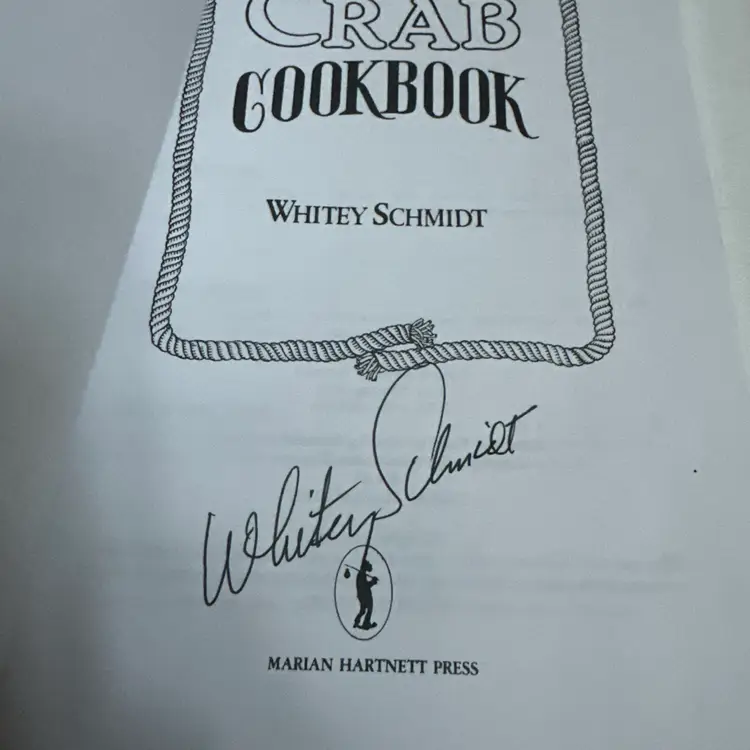 CRAB
COOKBOOK
WHITEY SCHMIDT
Whitey Schmidt
MARIAN HARTNETT PRESS